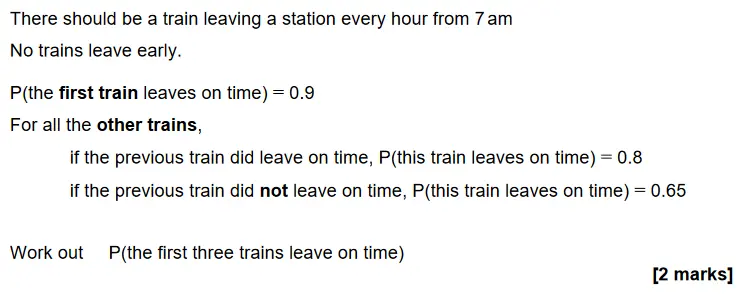 There should be a train leaving a station every hour from 7 am
No trains leave early.
P(the first train leaves on time) = 0.9
For all the other trains,
if the previous train did leave on time, P(this train leaves on time) = 0.8
if the previous train did not leave on time, P(this train leaves on time) = 0.65
Work out P(the first three trains leave on time)
[2 marks]